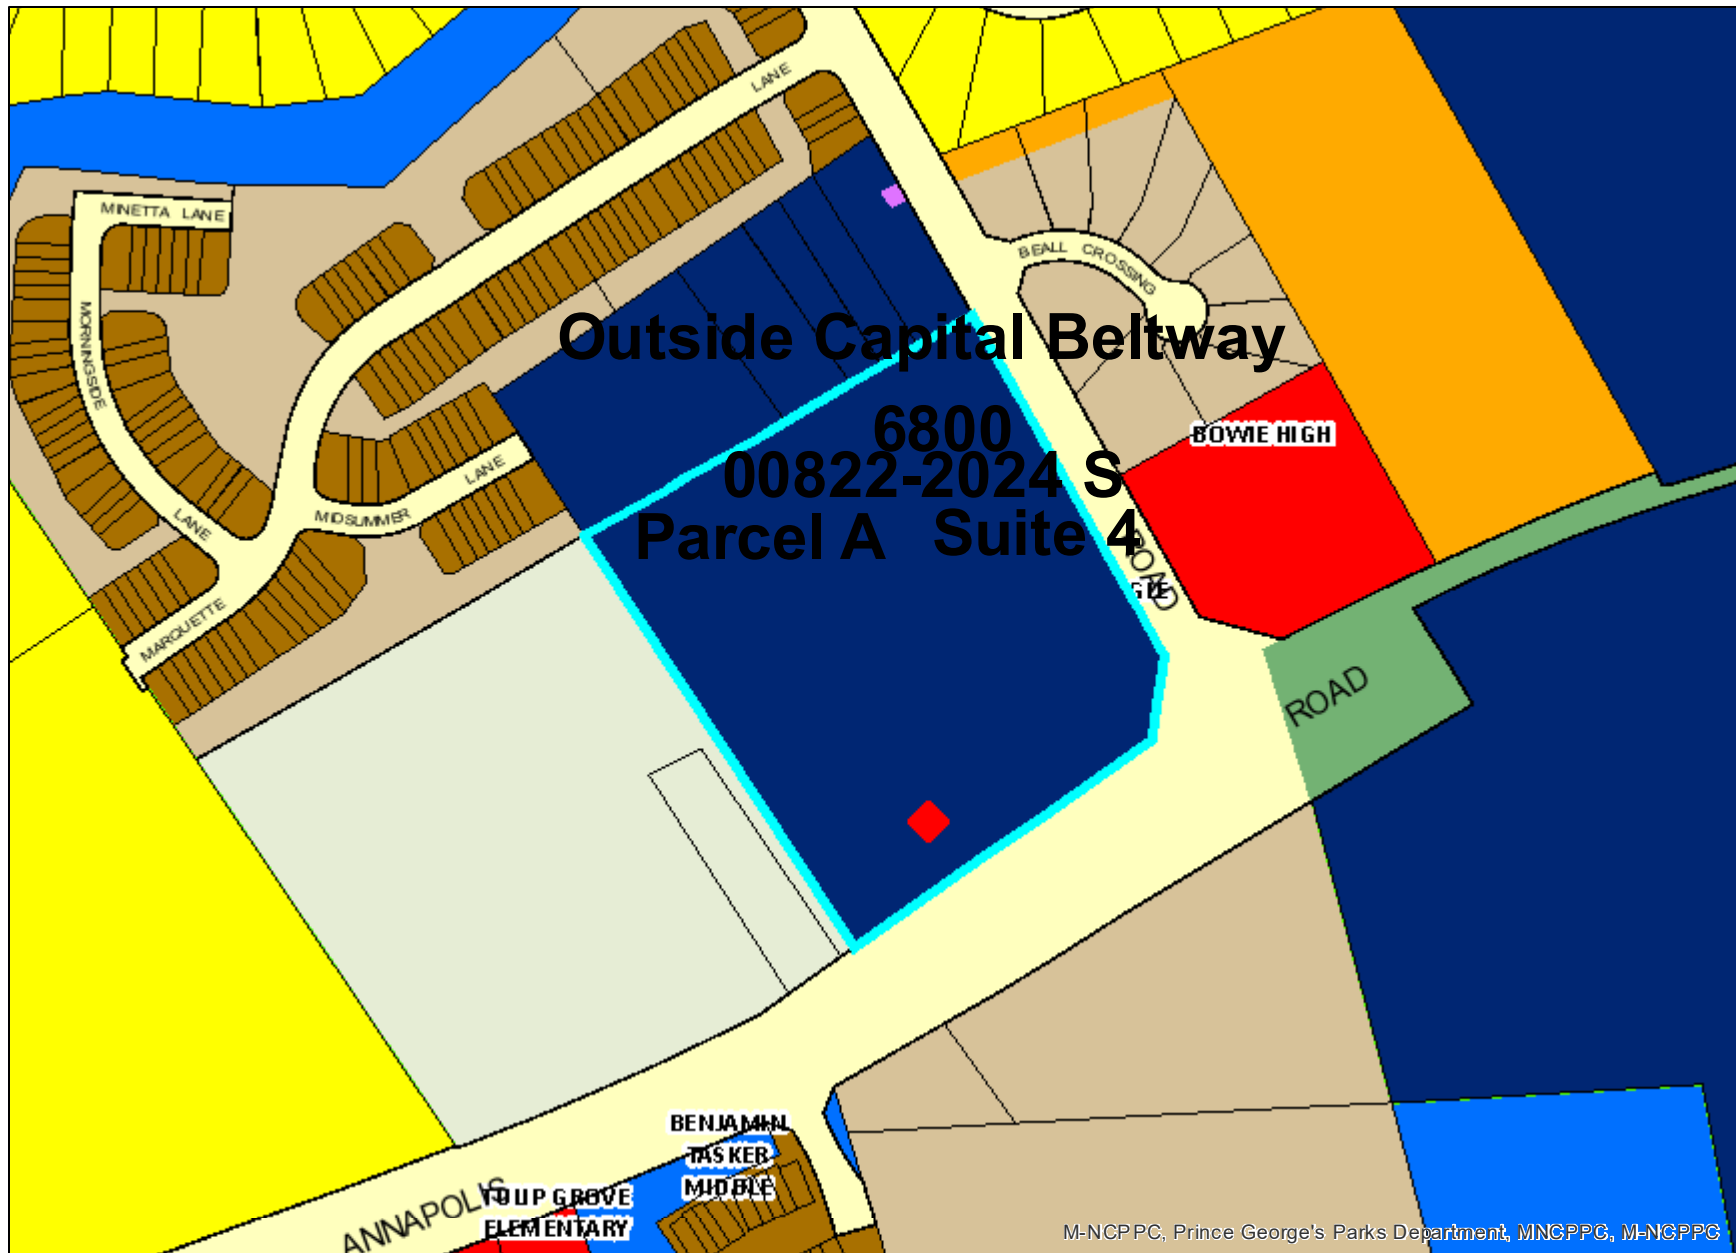 LANE
MINETTA LANE
BEALL CROSSING
MORNINGSIDE
LANE
Outside Capital Beltway
6800
BOWIE HIGH
00822-2024 S
LANE
MIDSUMMER
Parcel A Suite 4
ROAD
MARQUETTE
ROAD
BENJAMIN
TASKER
MIDDLE
ANNAPOLIS
TULIP GROVE
ELEMENTARY
M-NCPPC, Prince George's Parks Department, MNCPPC, M-NCPPC